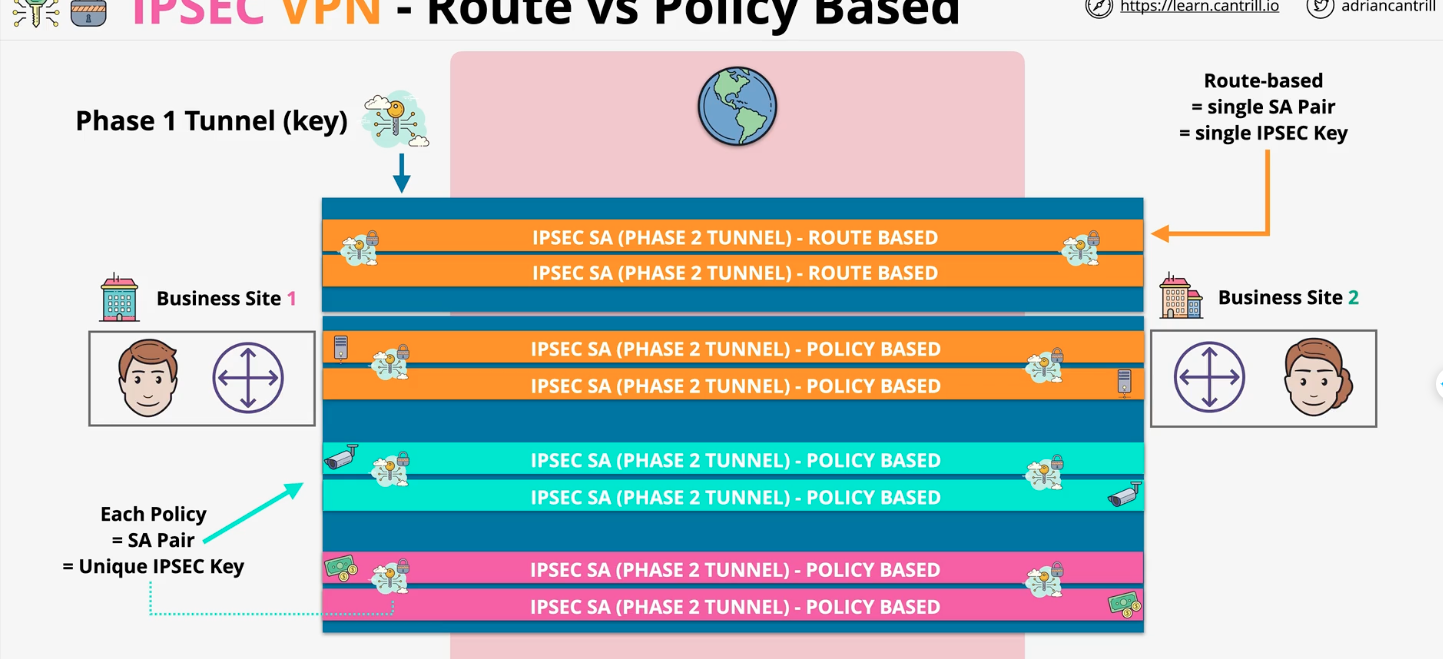 IPSEC VPN - Route vs Policy Based
https://learn.cantrill.io
adriancantrill
Phase 1 Tunnel (key)
Route-based
= single SA Pair
= single IPSEC Key
IPSEC SA (PHASE 2 TUNNEL) - ROUTE BASED
IPSEC SA (PHASE 2 TUNNEL) - ROUTE BASED
Business Site 1
Business Site 2
IPSEC SA (PHASE 2 TUNNEL) - POLICY BASED
IPSEC SA (PHASE 2 TUNNEL) - POLICY BASED
IPSEC SA (PHASE 2 TUNNEL) - POLICY BASED
IPSEC SA (PHASE 2 TUNNEL) - POLICY BASED
Each Policy
= SA Pair
= Unique IPSEC Key
IPSEC SA (PHASE 2 TUNNEL) - POLICY BASED
IPSEC SA (PHASE 2 TUNNEL) - POLICY BASED